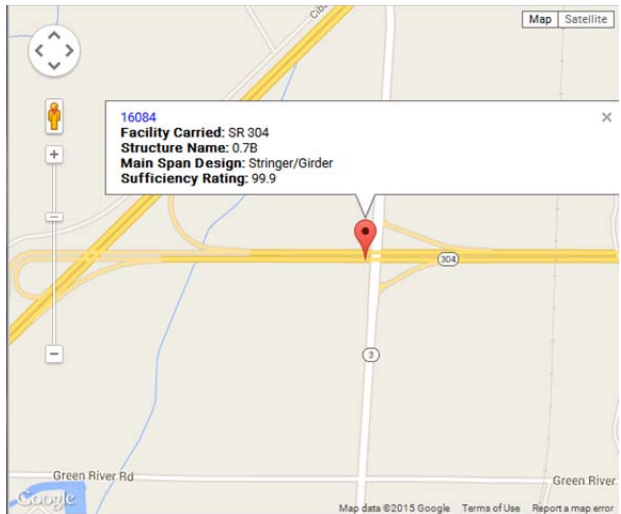 Cibo
Map Satellite
16084
Facility Carried: SR 304
Structure Name: 0.7B
Main Span Design: Stringer/Girder
Sufficiency Rating: 99.9
×
304
3
Green River Rd
Green River
Google
Map data ©2015 Google Terms of Use Report a map error